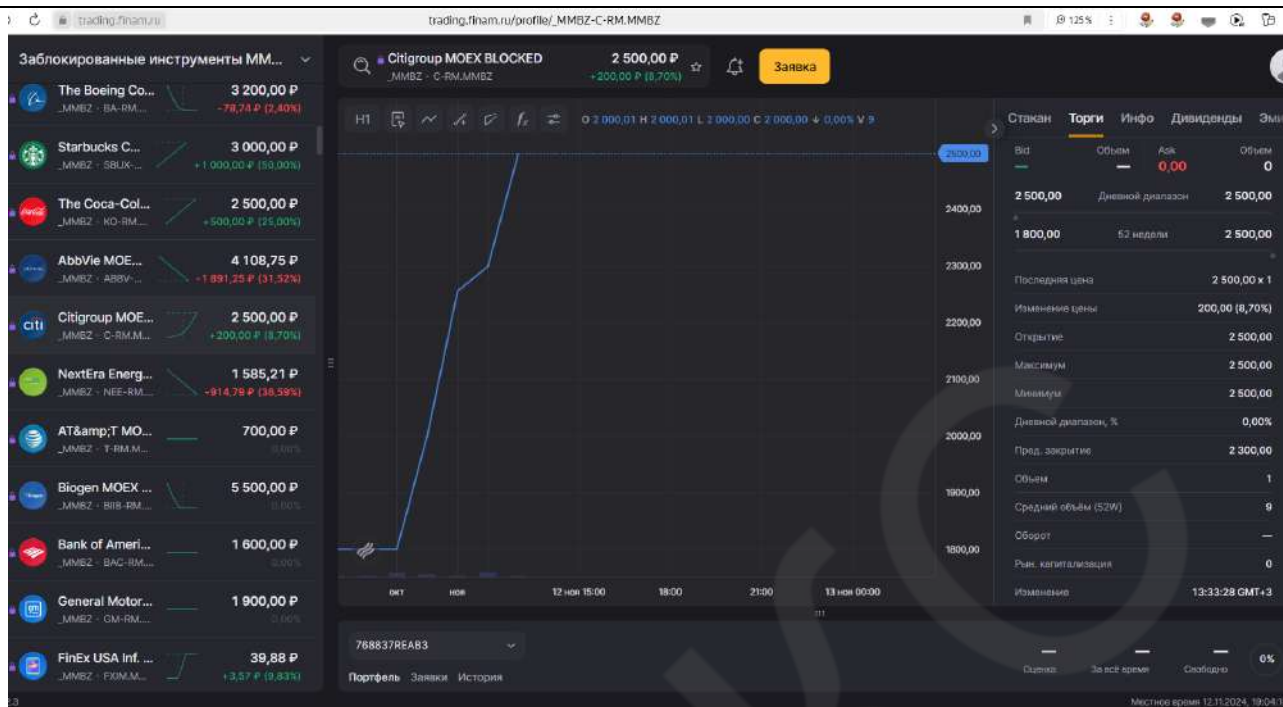 trading.finam.ru
trading.finam.ru/profile/_MMBZ-C-RM.MMBZ
125 %
Заблокированные инструменты MM...
The Boeing Co...
3 200,00 ₽
_MMBZ · BA-RM....
-78,74 ₽ (2,40%)
Starbucks C...
3 000,00 ₽
_MMBZ · SBUX-...
+1 000,00 ₽ (50,00%)
The Coca-Col...
2 500,00 ₽
_MMBZ · KO-RM....
+500,00 ₽ (25,00%)
AbbVie MOE...
4 108,75 ₽
_MMBZ · ABBV-...
-1 891,25 ₽ (31,52%)
citi
Citigroup MOE...
2 500,00 ₽
_MMBZ · C-RM.M...
+200,00 ₽ (8,70%)
NextEra Energ...
1 585,21 ₽
_MMBZ · NEE-RM....
-914,79 ₽ (36,59%)
AT&amp;T MO...
700,00 ₽
_MMBZ · T-RM.M...
0,00%
Biogen MOEX ...
5 500,00 ₽
_MMBZ · BIIB-RM....
0,00%
Bank of Ameri...
1 600,00 ₽
_MMBZ · BAC-RM....
0,00%
gm
General Motor...
1 900,00 ₽
_MMBZ · GM-RM....
0,00%
FinEx USA Inf. ...
39,88 ₽
_MMBZ · FXIM.M...
+3,57 ₽ (9,83%)
Citigroup MOEX BLOCKED
2 500,00 ₽
_MMBZ · C-RM.MMBZ
+200,00 ₽ (8,70%)
Заявка
H1
O 2 000,01 H 2 000,01 L 2 000,00 C 2 000,00 ↓ 0,00% V 9
2500,00
2400,00
2300,00
2200,00
2100,00
2000,00
1900,00
1800,00
окт
ноя
12 ноя 15:00
18:00
21:00
13 ноя 00:00
768837REAB3
Портфель Заявки История
Стакан Торги Инфо Дивиденды Эми
Bid Объем Ask Объем
— — 0,00 0
2 500,00 Дневной диапазон 2 500,00
1 800,00 52 недели 2 500,00
Последняя цена 2 500,00 x 1
Изменение цены 200,00 (8,70%)
Открытие 2 500,00
Максимум 2 500,00
Минимум 2 500,00
Дневной диапазон, % 0,00%
Пред. закрытие 2 300,00
Объем 1
Средний объём (52W) 9
Оборот —
Рын. капитализация 0
Изменение 13:33:28 GMT+3
— — —
Оценка За всё время Свободно
0%
Местное время 12.11.2024, 19:04:1